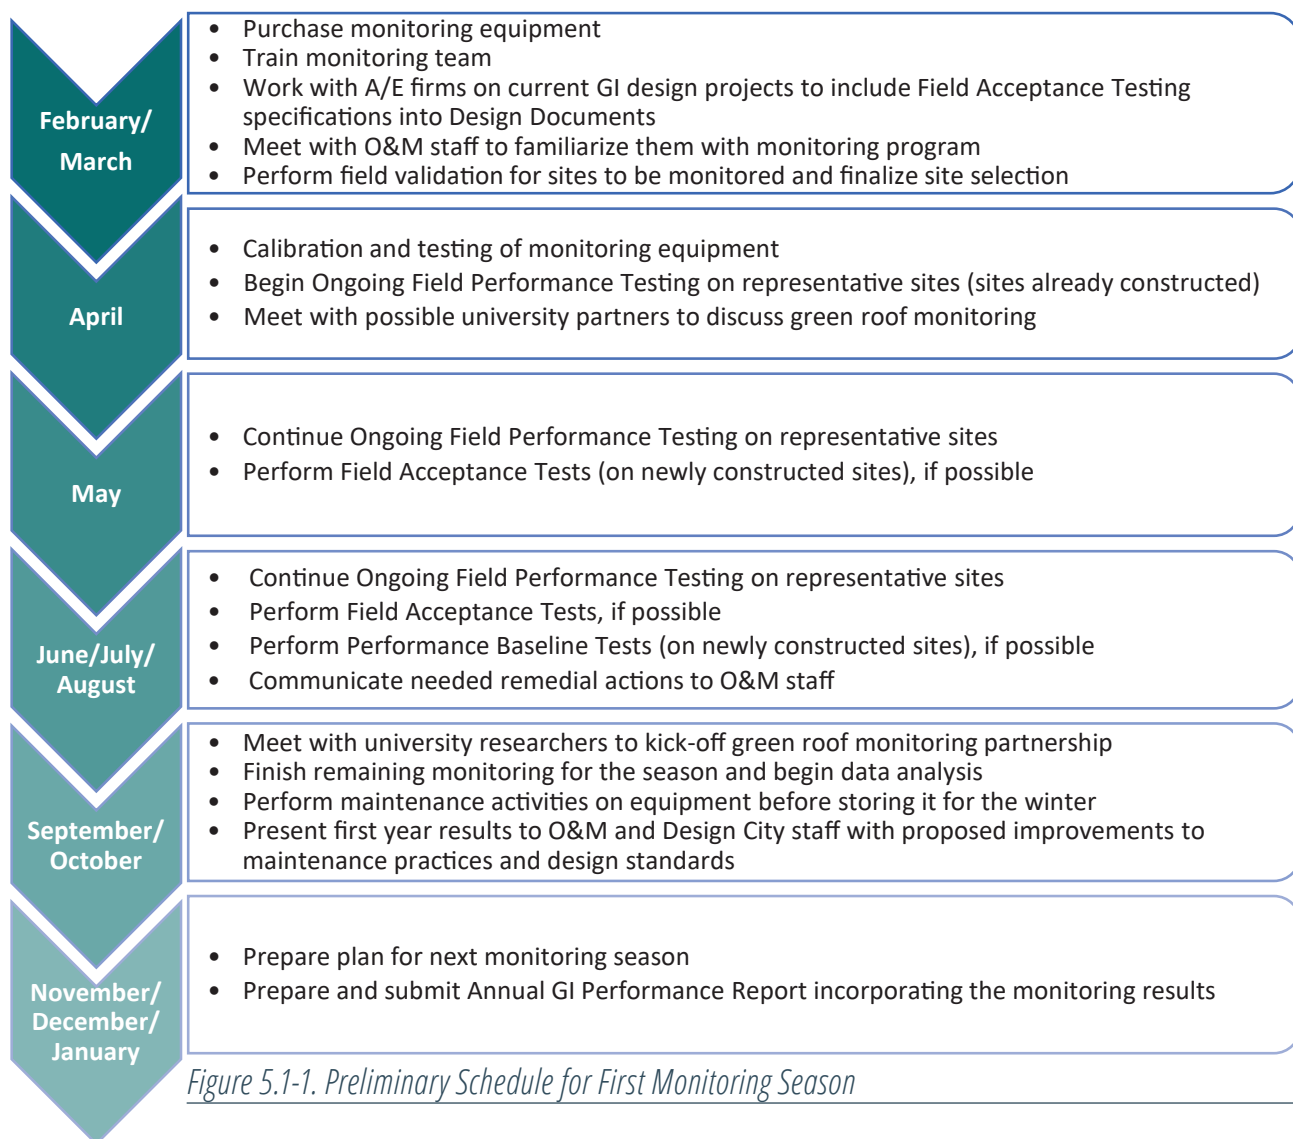 February/
March
• Purchase monitoring equipment
• Train monitoring team
• Work with A/E firms on current GI design projects to include Field Acceptance Testing
specifications into Design Documents
• Meet with O&M staff to familiarize them with monitoring program
• Perform field validation for sites to be monitored and finalize site selection
April
• Calibration and testing of monitoring equipment
• Begin Ongoing Field Performance Testing on representative sites (sites already constructed)
• Meet with possible university partners to discuss green roof monitoring
May
• Continue Ongoing Field Performance Testing on representative sites
• Perform Field Acceptance Tests (on newly constructed sites), if possible
June/July/
August
• Continue Ongoing Field Performance Testing on representative sites
• Perform Field Acceptance Tests, if possible
• Perform Performance Baseline Tests (on newly constructed sites), if possible
• Communicate needed remedial actions to O&M staff
September/
October
• Meet with university researchers to kick-off green roof monitoring partnership
• Finish remaining monitoring for the season and begin data analysis
• Perform maintenance activities on equipment before storing it for the winter
• Present first year results to O&M and Design City staff with proposed improvements to
maintenance practices and design standards
November/
December/
January
• Prepare plan for next monitoring season
• Prepare and submit Annual GI Performance Report incorporating the monitoring results
Figure 5.1-1. Preliminary Schedule for First Monitoring Season